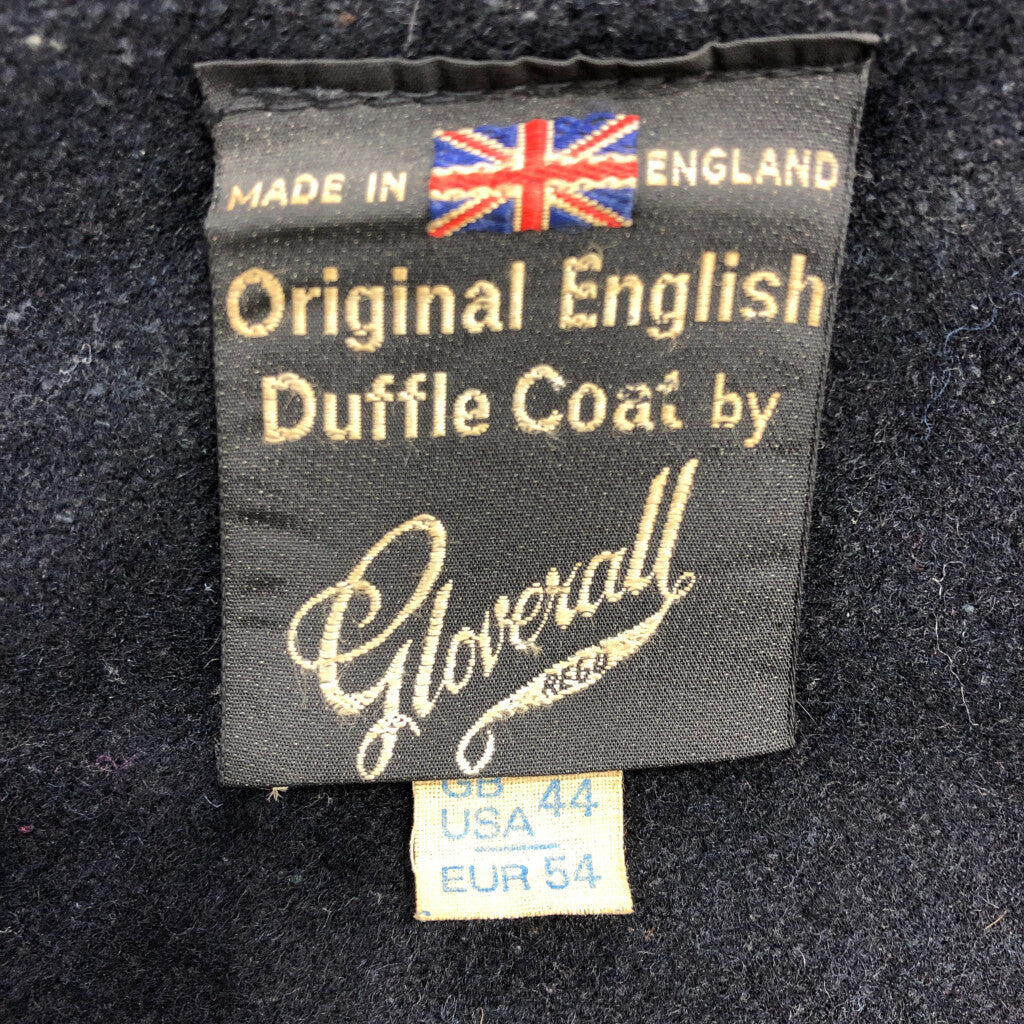 MADE IN ENGLAND
Original English
Duffle Coat by
Gloverall
REGD
GB
USA 44
EUR 54